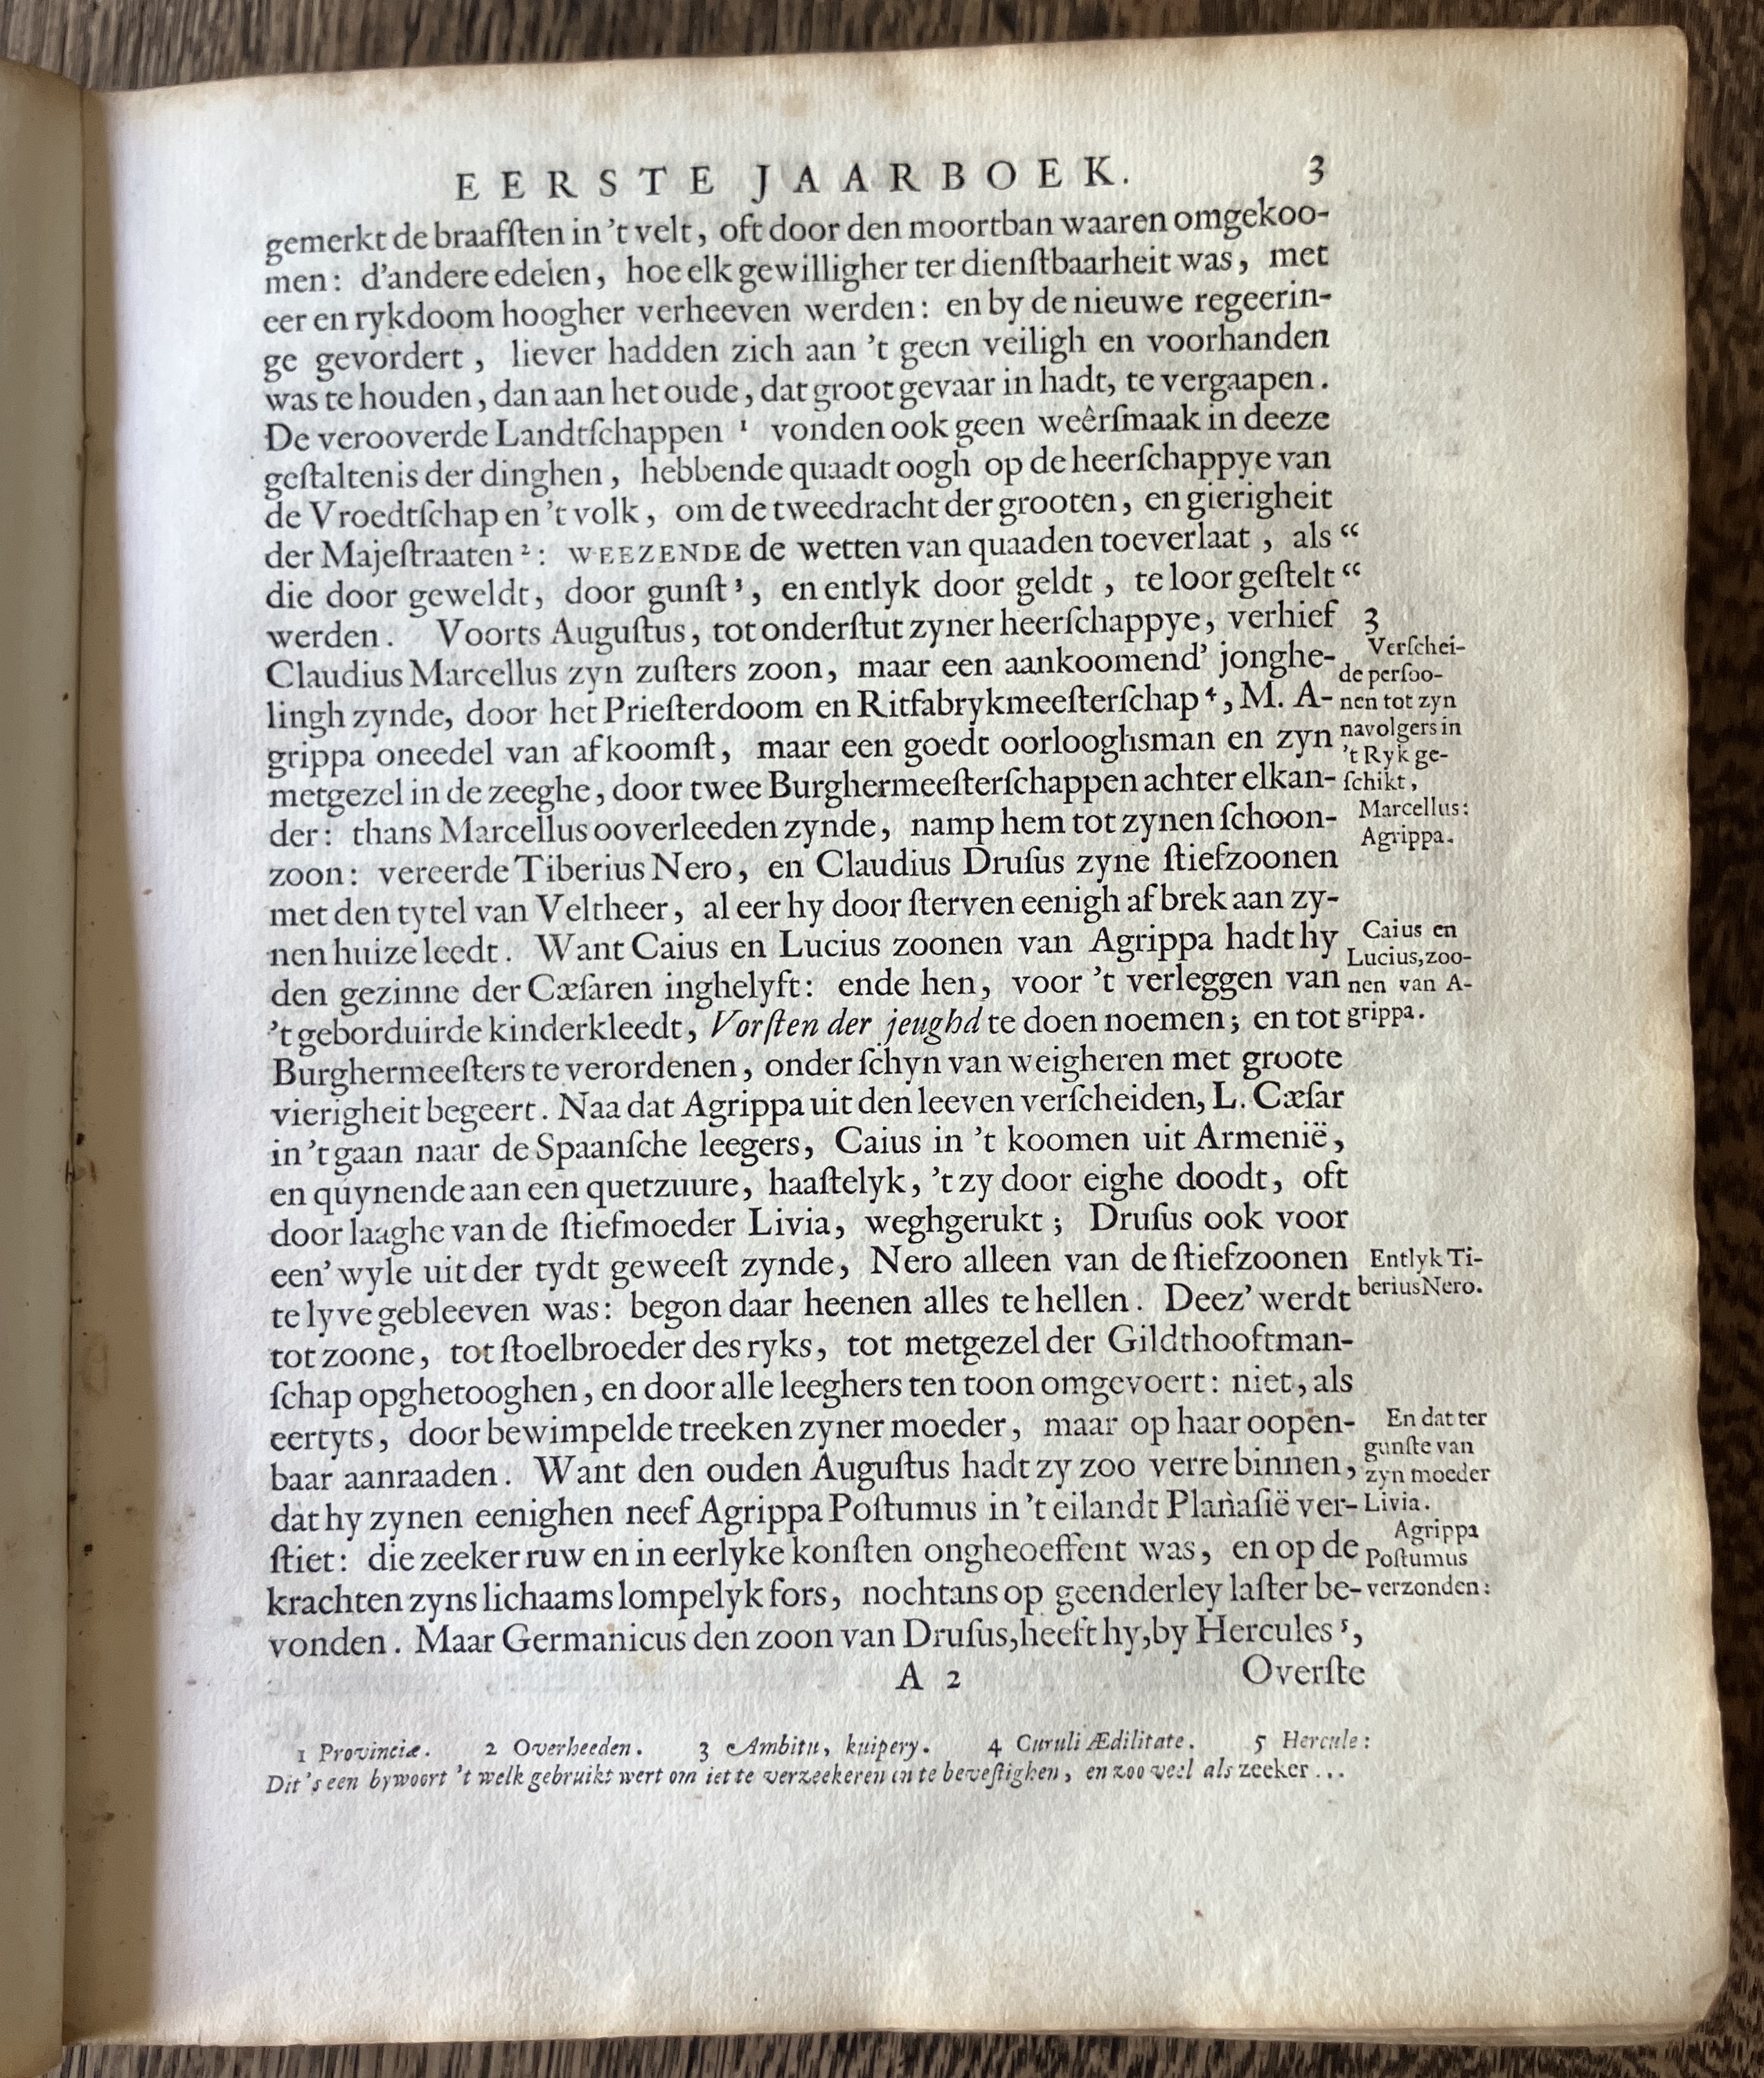 EERSTE JAARBOEK. 3
gemerkt de braafſten in 't velt, oft door den moortban waaren omgekoo-
men: d'andere edelen, hoe elk gewilligher ter dienſtbaarheit was, met
eer en rykdoom hoogher verheeven werden: en by de nieuwe regeerin-
ge gevordert, liever hadden zich aan 't geen veiligh en voorhanden
was te houden, dan aan het oude, dat groot gevaar in hadt, te vergaapen.
De verooverde Landtſchappen ¹ vonden ook geen weêrſmaak in deeze
geſtaltenis der dinghen, hebbende quaadt oogh op de heerſchappye van
de Vroedtſchap en 't volk, om de tweedracht der grooten, en gierigheit
der Majeſtraaten ²: WEEZENDE de wetten van quaaden toeverlaat, als “
die door geweldt, door gunſt ³, en entlyk door geldt, te loor geſtelt “
werden. Voorts Auguſtus, tot onderſtut zyner heerſchappye, verhief
Claudius Marcellus zyn zuſters zoon, maar een aankoomend' jonghe-
lingh zynde, door het Prieſterdoom en Ritfabrykmeeſterſchap ⁴, M. A-
grippa oneedel van afkoomſt, maar een goedt oorlooghsman en zyn
metgezel in de zeeghe, door twee Burghermeeſterſchappen achter elkan-
der: thans Marcellus ooverleeden zynde, namp hem tot zynen ſchoon-
zoon: vereerde Tiberius Nero, en Claudius Druſus zyne ſtiefzoonen
met den tytel van Veltheer, al eer hy door ſterven eenigh afbrek aan zy-
nen huize leedt. Want Caius en Lucius zoonen van Agrippa hadt hy
den gezinne der Cæſaren inghelyft: ende hen, voor 't verleggen van
't geborduirde kinderkleedt, Vorſten der jeughd te doen noemen; en tot
Burghermeeſters te verordenen, onder ſchyn van weigheren met groote
vierigheit begeert. Naa dat Agrippa uit den leeven verſcheiden, L. Cæſar
in 't gaan naar de Spaanſche leegers, Caius in 't koomen uit Armenië,
en quynende aan een quetzuure, haaſtelyk, 't zy door eighe doodt, oft
door laaghe van de ſtiefmoeder Livia, weghgerukt; Druſus ook voor
een' wyle uit der tydt geweeſt zynde, Nero alleen van de ſtiefzoonen
te lyve gebleeven was: begon daar heenen alles te hellen. Deez' werdt
tot zoone, tot ſtoelbroeder des ryks, tot metgezel der Gildthooftman-
ſchap opghetooghen, en door alle leeghers ten toon omgevoert: niet, als
eertyts, door bewimpelde treeken zyner moeder, maar op haar oopen-
baar aanraaden. Want den ouden Auguſtus hadt zy zoo verre binnen,
dat hy zynen eenighen neef Agrippa Poſtumus in 't eilandt Planaſië ver-
ſtiet: die zeeker ruw en in eerlyke konſten ongheoeffent was, en op de
krachten zyns lichaams lompelyk fors, nochtans op geenderley laſter be-
vonden. Maar Germanicus den zoon van Druſus, heeft hy, by Hercules ⁵,
A 2 Overſte
3
Verſchei-
de perſoo-
nen tot zyn
navolgers in
't Ryk ge-
ſchikt,
Marcellus:
Agrippa.
Caius en
Lucius, zoo-
nen van A-
grippa.
Entlyk Ti-
berius Nero.
En dat ter
gunſte van
zyn moeder
Livia.
Agrippa
Poſtumus
verzonden:
1 Provinciæ. 2 Overheeden. 3 Ambitu, kuipery. 4 Curuli Ædilitate. 5 Hercule:
Dit's een bywoort 't welk gebruikt wert om iet te verzeekeren en te beveſtighen, en zoo veel als zeeker...